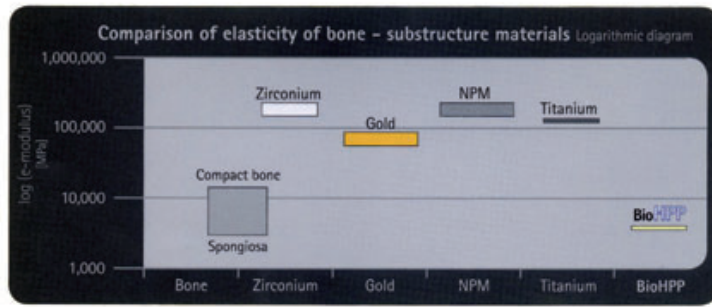 Comparison of elasticity of bone – substructure materials Logarithmic diagram
log (e-modulus)
[MPa]
1,000,000
100,000
10,000
1,000
Zirconium
NPM
Titanium
Gold
Compact bone
Spongiosa
BioHPP
Bone
Zirconium
Gold
NPM
Titanium
BioHPP